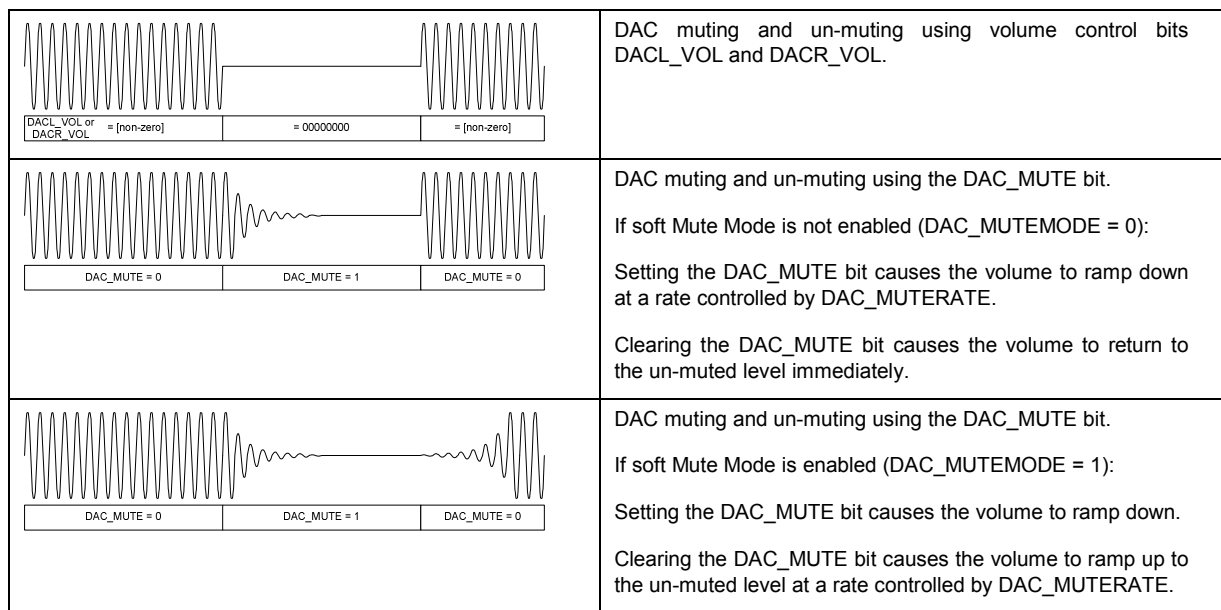 DAC muting and un-muting using volume control bits
DACL_VOL and DACR_VOL.
DACL_VOL or
DACR_VOL
= [non-zero]
= 00000000
= [non-zero]
DAC muting and un-muting using the DAC_MUTE bit.
If soft Mute Mode is not enabled (DAC_MUTEMODE = 0):
Setting the DAC_MUTE bit causes the volume to ramp down
at a rate controlled by DAC_MUTERATE.
Clearing the DAC_MUTE bit causes the volume to return to
the un-muted level immediately.
DAC_MUTE = 0
DAC_MUTE = 1
DAC_MUTE = 0
DAC muting and un-muting using the DAC_MUTE bit.
If soft Mute Mode is enabled (DAC_MUTEMODE = 1):
Setting the DAC_MUTE bit causes the volume to ramp down.
Clearing the DAC_MUTE bit causes the volume to ramp up to
the un-muted level at a rate controlled by DAC_MUTERATE.
DAC_MUTE = 0
DAC_MUTE = 1
DAC_MUTE = 0